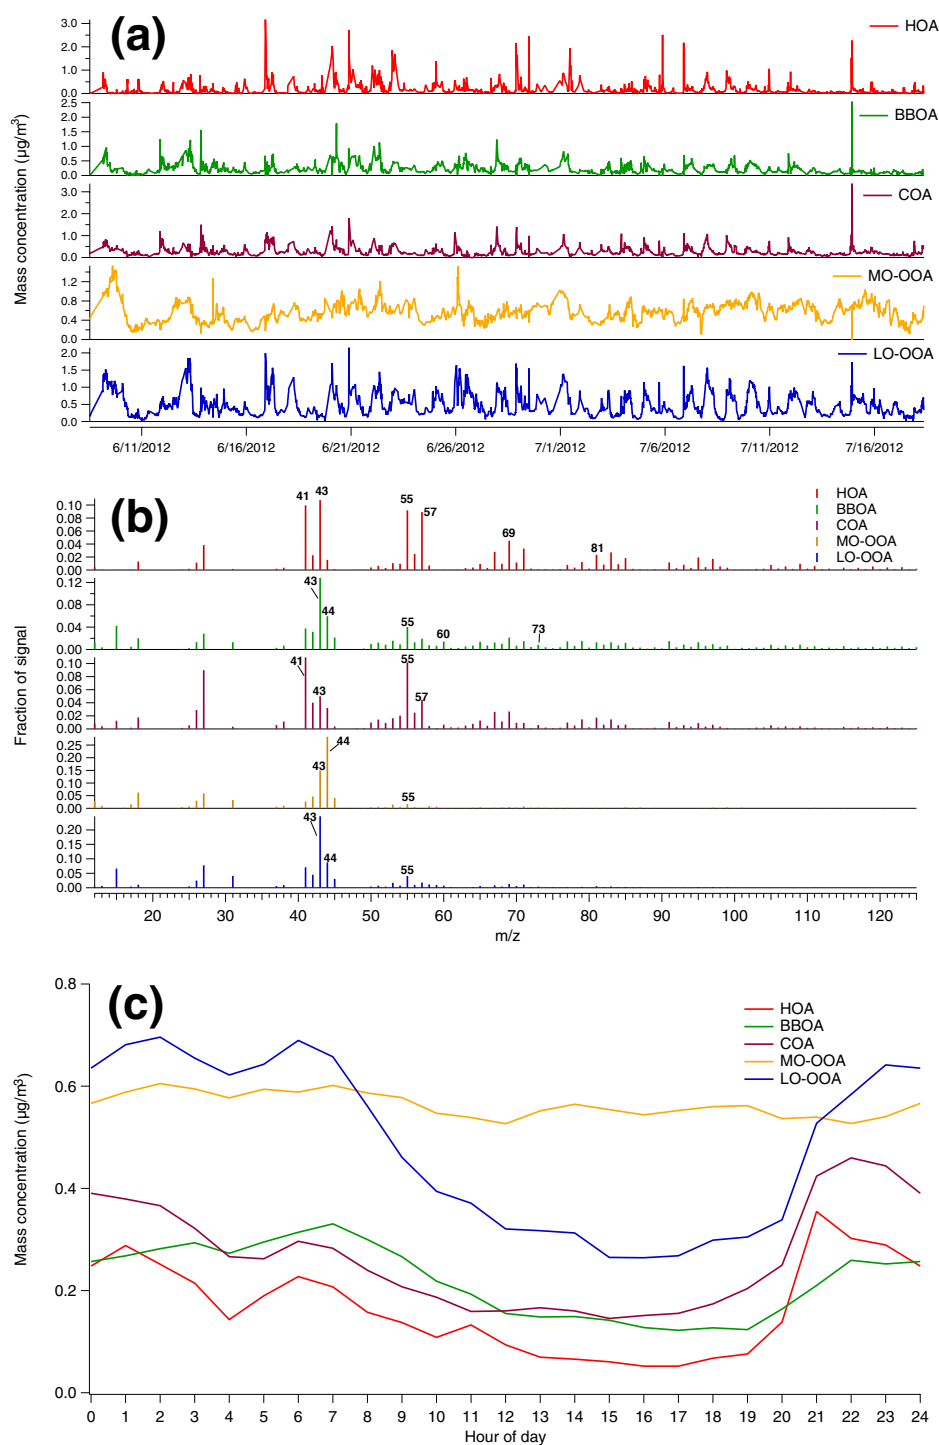 (a)
Mass concentration (μg/m³)
3.0
2.0
1.0
0.0
HOA
2.5
2.0
1.5
1.0
0.5
0.0
BBOA
3.0
2.0
1.0
0.0
COA
1.2
0.8
0.4
0.0
MO-OOA
2.0
1.5
1.0
0.5
0.0
LO-OOA
6/11/2012 6/16/2012 6/21/2012 6/26/2012 7/1/2012 7/6/2012 7/11/2012 7/16/2012
(b)
Fraction of signal
HOA
BBOA
COA
MO-OOA
LO-OOA
0.10
0.08
0.06
0.04
0.02
0.00
41 43 55 57 69 81
0.12
0.08
0.04
0.00
43 44 55 60 73
0.10
0.08
0.06
0.04
0.02
0.00
41 43 55 57
0.25
0.20
0.15
0.10
0.05
0.00
43 44 55
0.20
0.15
0.10
0.05
0.00
43 44 55
20 30 40 50 60 70 80 90 100 110 120
m/z
(c)
Mass concentration (μg/m³)
0.8
0.6
0.4
0.2
0.0
HOA
BBOA
COA
MO-OOA
LO-OOA
0 1 2 3 4 5 6 7 8 9 10 11 12 13 14 15 16 17 18 19 20 21 22 23 24
Hour of day